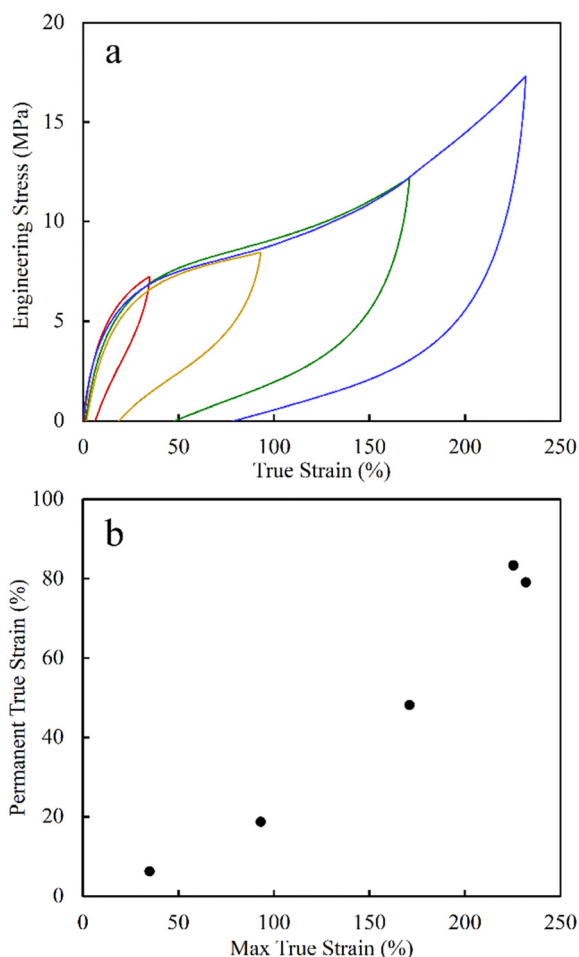 20
a
15
10
5
0
0 50 100 150 200 250
Engineering Stress (MPa)
True Strain (%)
100
b
80
60
40
20
0
0 50 100 150 200 250
Permanent True Strain (%)
Max True Strain (%)